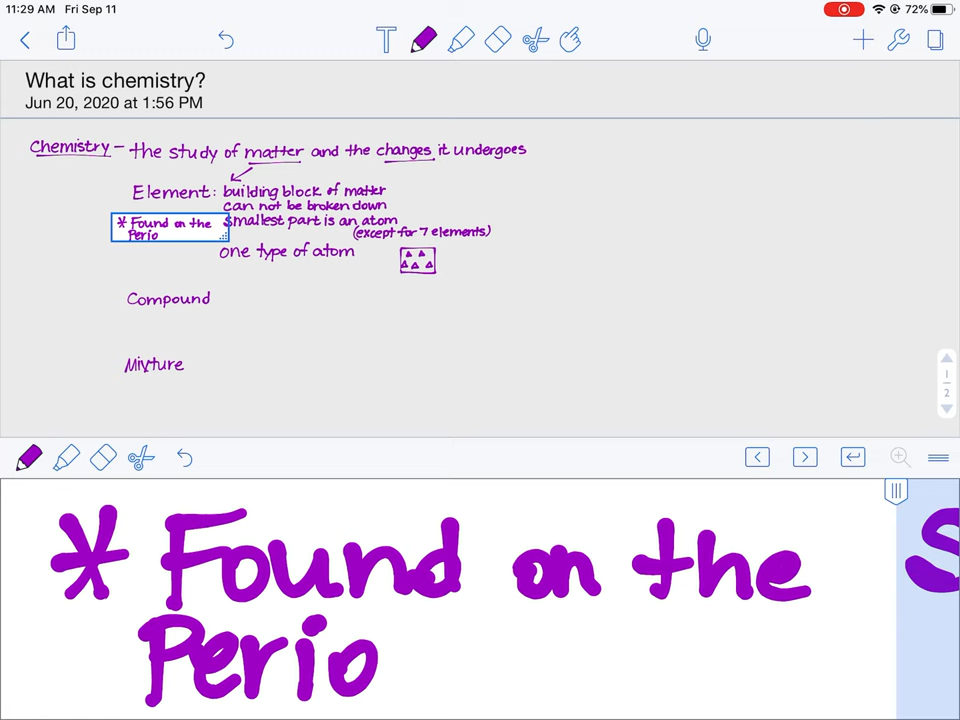 11:29 AM Fri Sep 11 72%
What is chemistry?
Jun 20, 2020 at 1:56 PM
Chemistry - the study of matter and the changes it undergoes
Element: building block of matter
can not be broken down
smallest part is an atom
(except for 7 elements)
* Found on the
Perio
one type of atom
Compound
Mixture
1
2
* Found on the
Perio
S